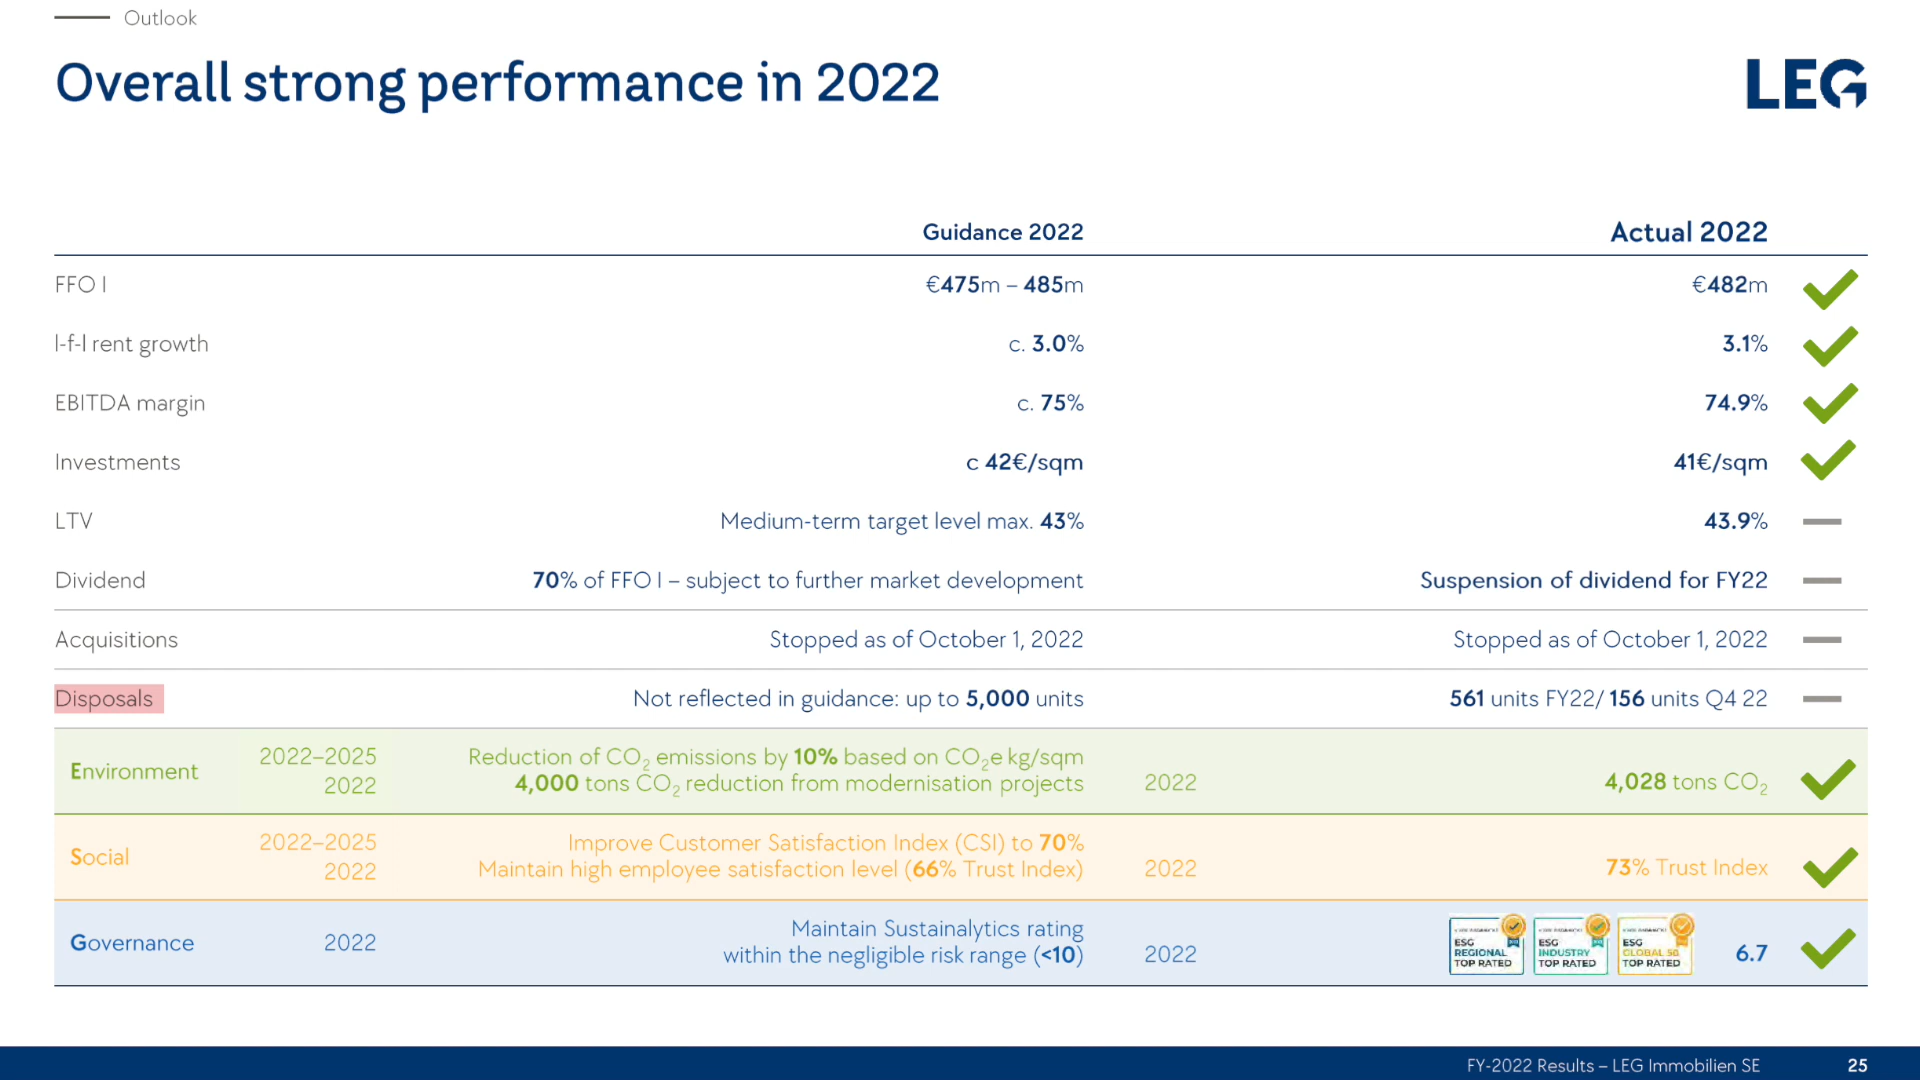 Outlook
Overall strong performance in 2022
LEG
Guidance 2022 Actual 2022
FFO I €475m – 485m €482m
l-f-l rent growth c. 3.0% 3.1%
EBITDA margin c. 75% 74.9%
Investments c 42€/sqm 41€/sqm
LTV Medium-term target level max. 43% 43.9%
Dividend 70% of FFO I – subject to further market development Suspension of dividend for FY22
Acquisitions Stopped as of October 1, 2022 Stopped as of October 1, 2022
Disposals Not reflected in guidance: up to 5,000 units 561 units FY22/ 156 units Q4 22
Environment 2022–2025 Reduction of CO₂ emissions by 10% based on CO₂e kg/sqm
2022 4,000 tons CO₂ reduction from modernisation projects 2022 4,028 tons CO₂
Social 2022–2025 Improve Customer Satisfaction Index (CSI) to 70%
2022 Maintain high employee satisfaction level (66% Trust Index) 2022 73% Trust Index
Governance 2022 Maintain Sustainalytics rating
within the negligible risk range (<10) 2022 6.7
ESG REGIONAL TOP RATED
ESG INDUSTRY TOP RATED
ESG GLOBAL 50 TOP RATED
FY-2022 Results – LEG Immobilien SE 25